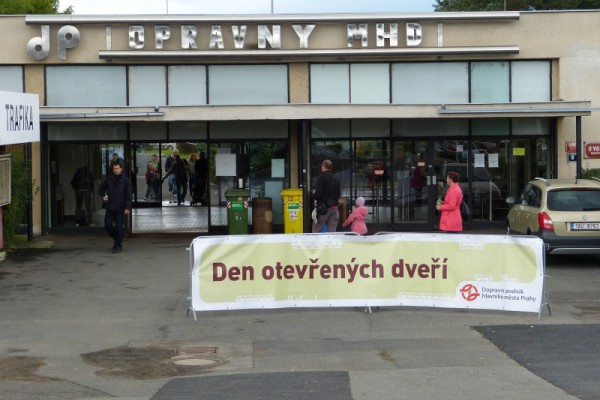 dp OPRAVNY MHD
TRAFIKA
Den otevřených dveří
Dopravní podnik
hlavního města Prahy